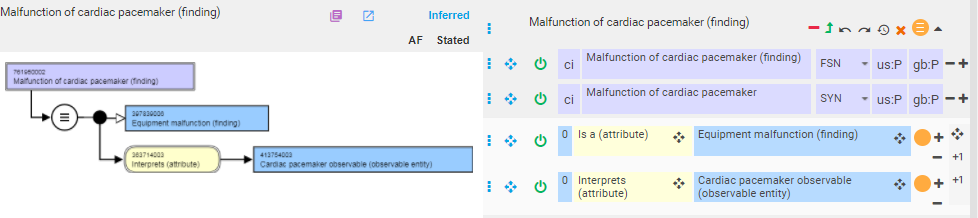 Malfunction of cardiac pacemaker (finding)
Inferred
AF Stated
761960002
Malfunction of cardiac pacemaker (finding)
397839006
Equipment malfunction (finding)
363714003
Interprets (attribute)
413754003
Cardiac pacemaker observable (observable entity)
Malfunction of cardiac pacemaker (finding)
ci Malfunction of cardiac pacemaker (finding) FSN us:P gb:P
ci Malfunction of cardiac pacemaker SYN us:P gb:P
0 Is a (attribute) Equipment malfunction (finding)
+1
0 Interprets (attribute) Cardiac pacemaker observable (observable entity)
+1